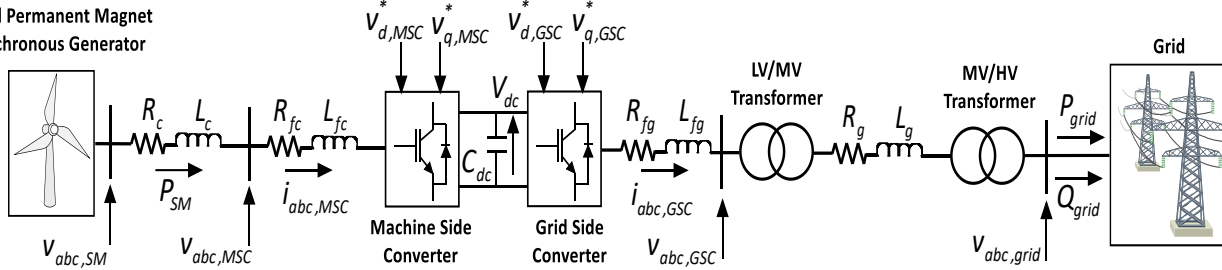 Permanent Magnet
Generator
v*d,MSC
v*q,MSC
v*d,GSC
v*q,GSC
Rc
Lc
Rfc
Lfc
Vdc
Cdc
Rfg
Lfg
LV/MV
Transformer
Rg
Lg
MV/HV
Transformer
Grid
Pgrid
Qgrid
PSM
iabc,MSC
iabc,GSC
Machine Side
Converter
Grid Side
Converter
vabc,SM
vabc,MSC
vabc,GSC
vabc,grid